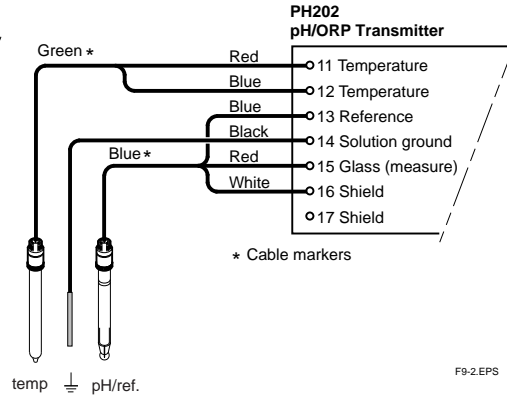 PH202
pH/ORP Transmitter
Green *
Red
11 Temperature
Blue
12 Temperature
Blue
13 Reference
Black
14 Solution ground
Blue *
Red
15 Glass (measure)
White
16 Shield
17 Shield
* Cable markers
F9-2.EPS
temp
pH/ref.